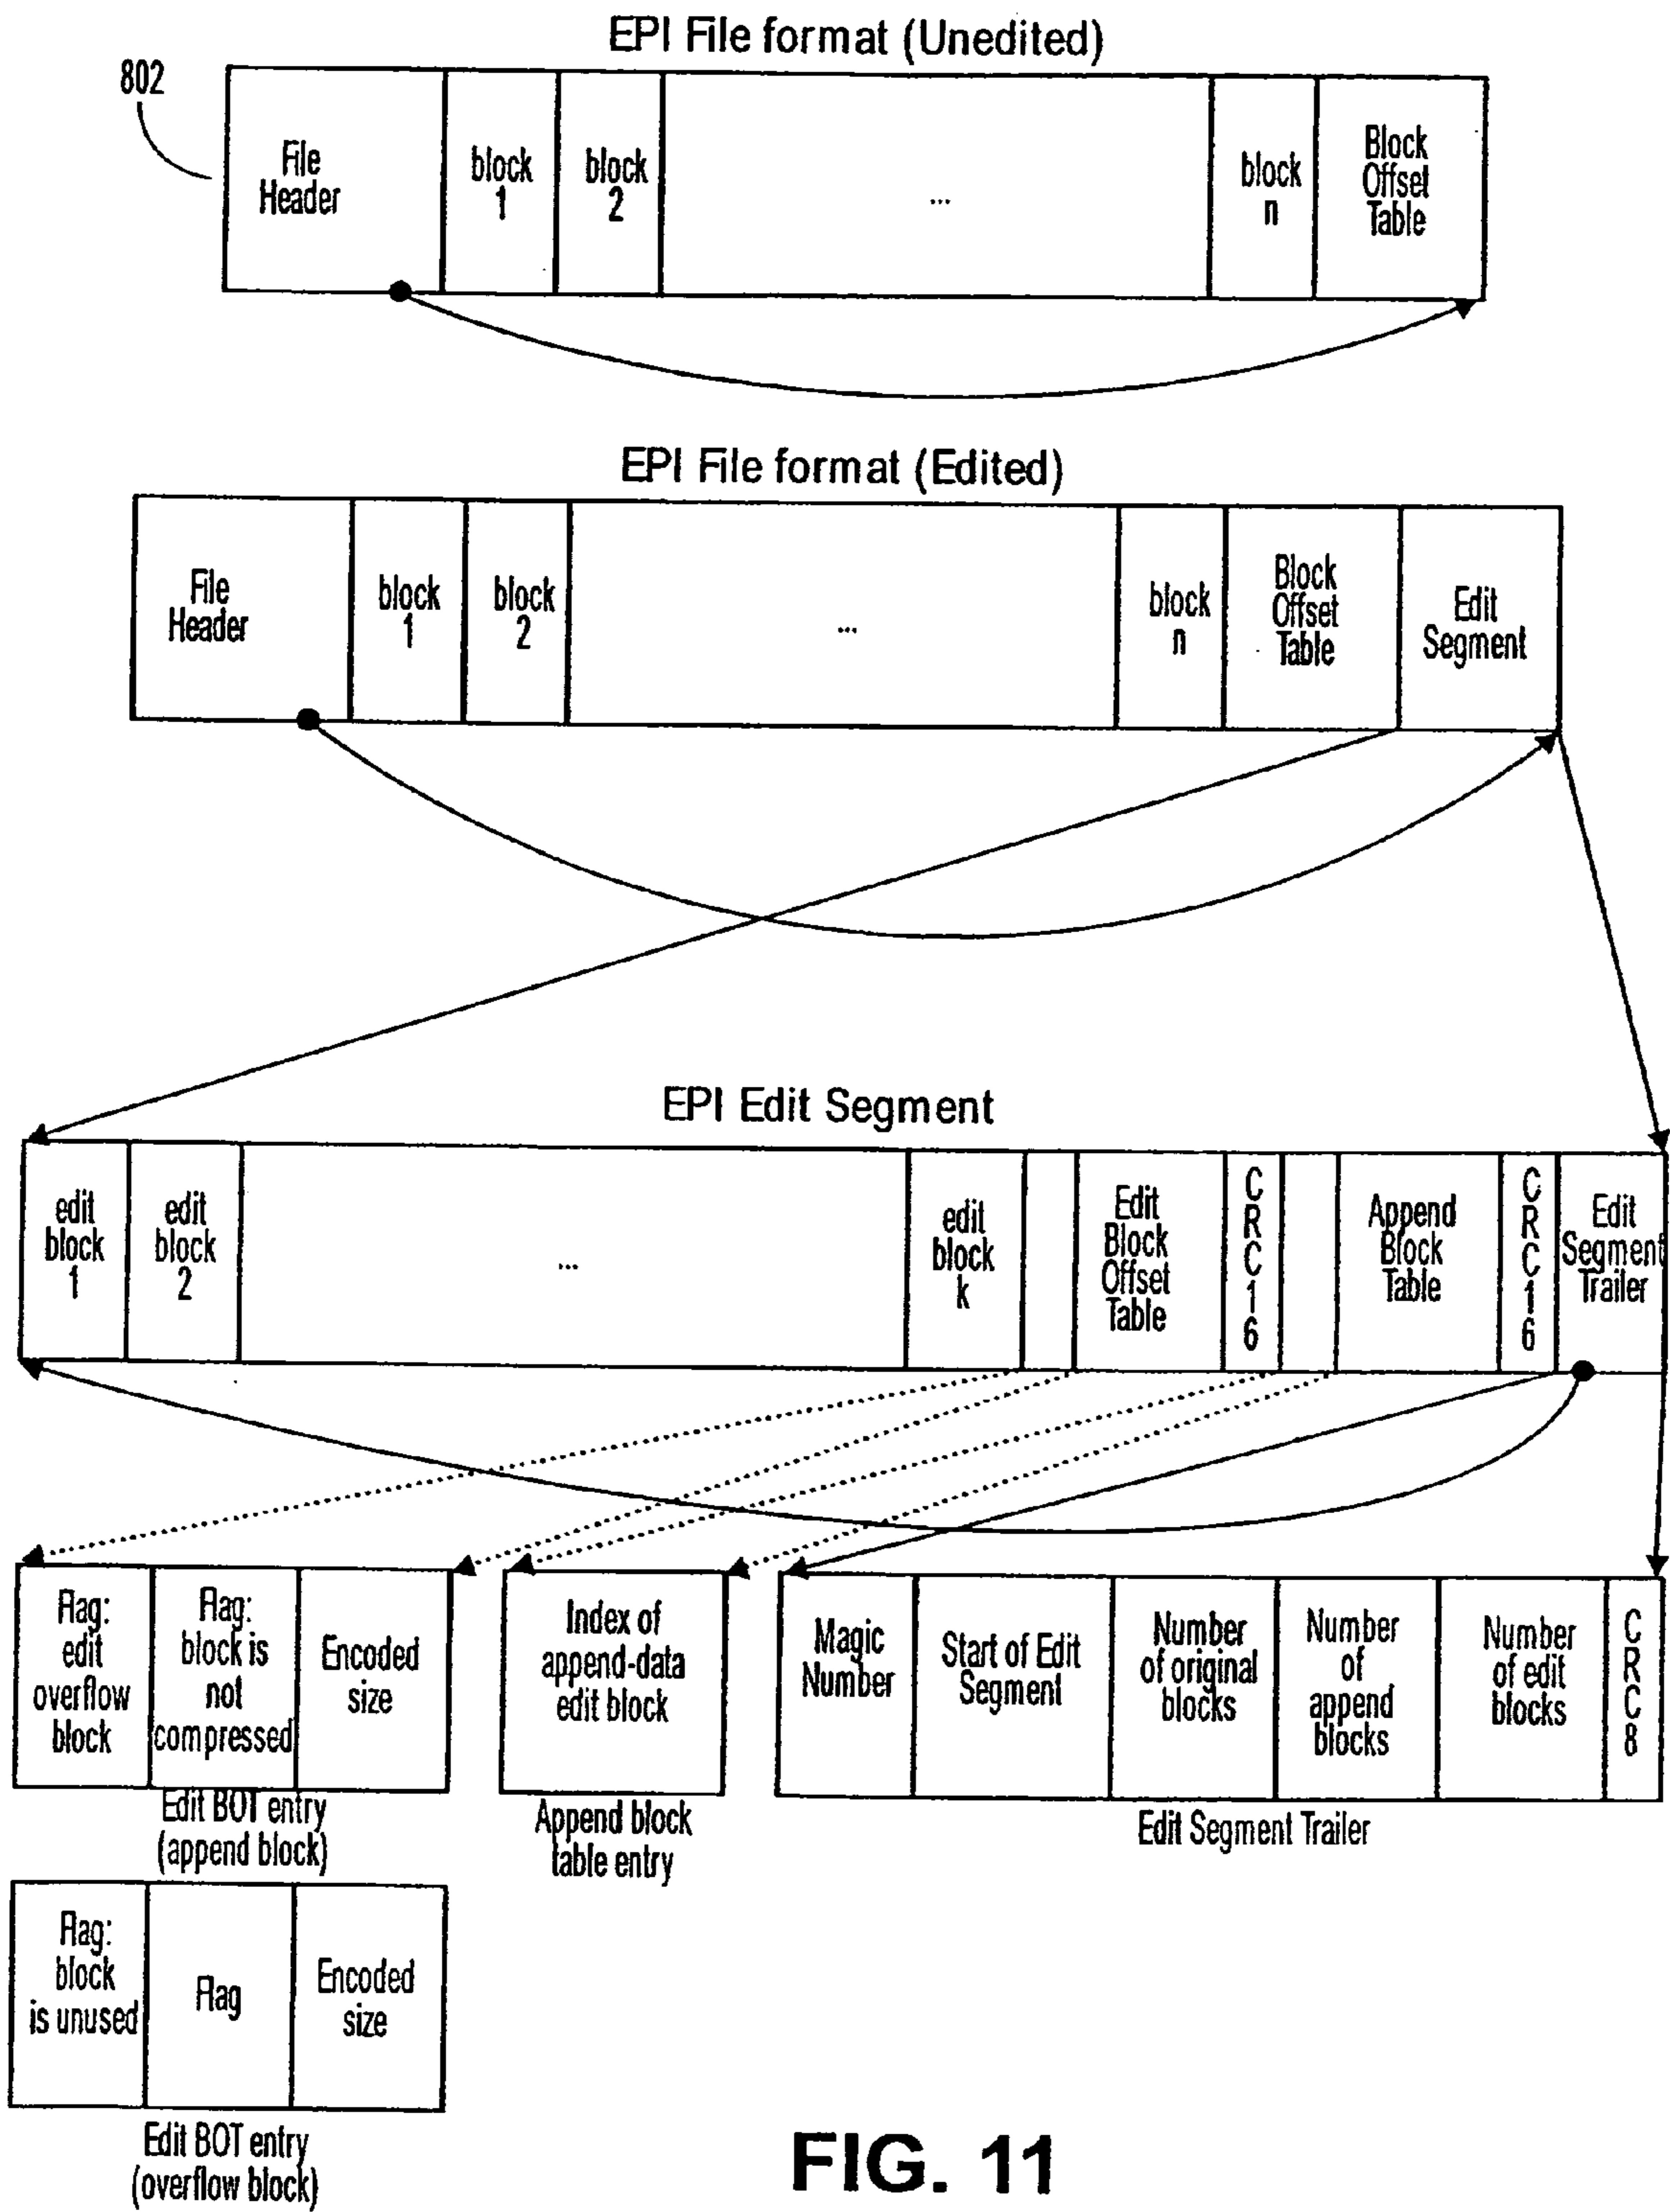 EPI File format (Unedited)
802
File
Header
block
1
block
2
...
block
n
Block
Offset
Table
EPI File format (Edited)
File
Header
block
1
block
2
...
block
n
Block
Offset
Table
Edit
Segment
EPI Edit Segment
edit
block
1
edit
block
2
...
edit
block
k
Edit
Block
Offset
Table
C
R
C
1
6
Append
Block
Table
C
R
C
1
6
Edit
Segment
Trailer
Flag:
edit
overflow
block
Flag:
block is
not
compressed
Encoded
size
Edit BOT entry
(append block)
Index of
append-data
edit block
Append block
table entry
Magic
Number
Start of Edit
Segment
Number
of original
blocks
Number
of
append
blocks
Number
of edit
blocks
C
R
C
8
Edit Segment Trailer
Flag:
block
is unused
Flag
Encoded
size
Edit BOT entry
(overflow block)
FIG. 11